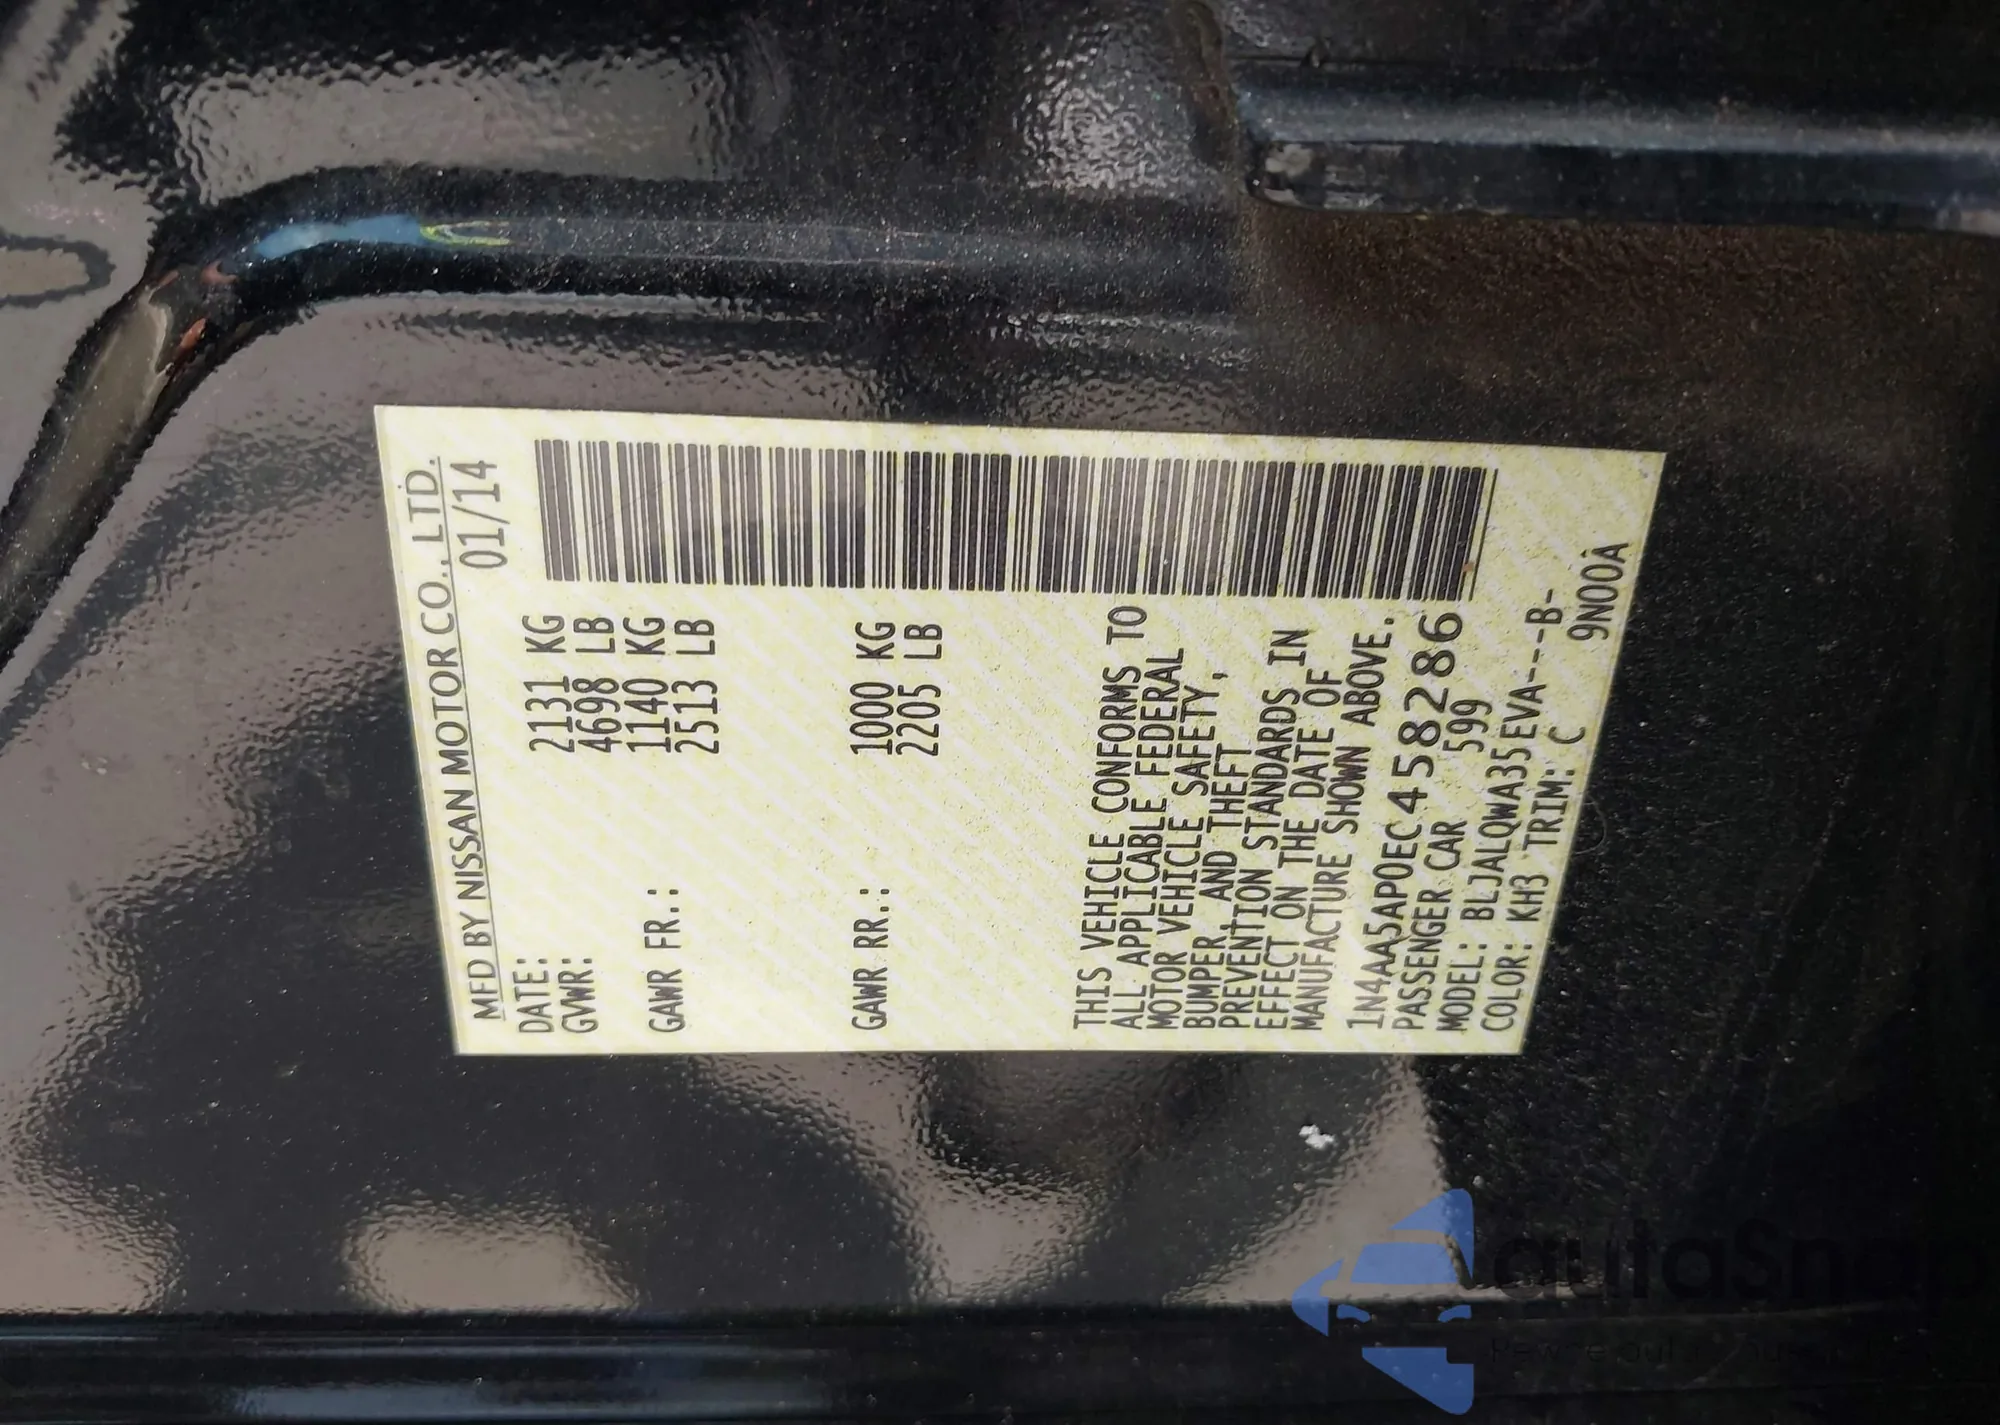 MFD BY NISSAN MOTOR CO., LTD.
DATE: 01/14
GVWR: 2131 KG
4698 LB
GAWR FR.: 1140 KG
2513 LB
GAWR RR.: 1000 KG
2205 LB
THIS VEHICLE CONFORMS TO
ALL APPLICABLE FEDERAL
MOTOR VEHICLE SAFETY,
BUMPER, AND THEFT
PREVENTION STANDARDS IN
EFFECT ON THE DATE OF
MANUFACTURE SHOWN ABOVE.
1N4AA5AP0EC458286
PASSENGER CAR 599
MODEL: BLJALQWA35EVA---B-
COLOR: KH3 TRIM: C 9N00A
autaSnap